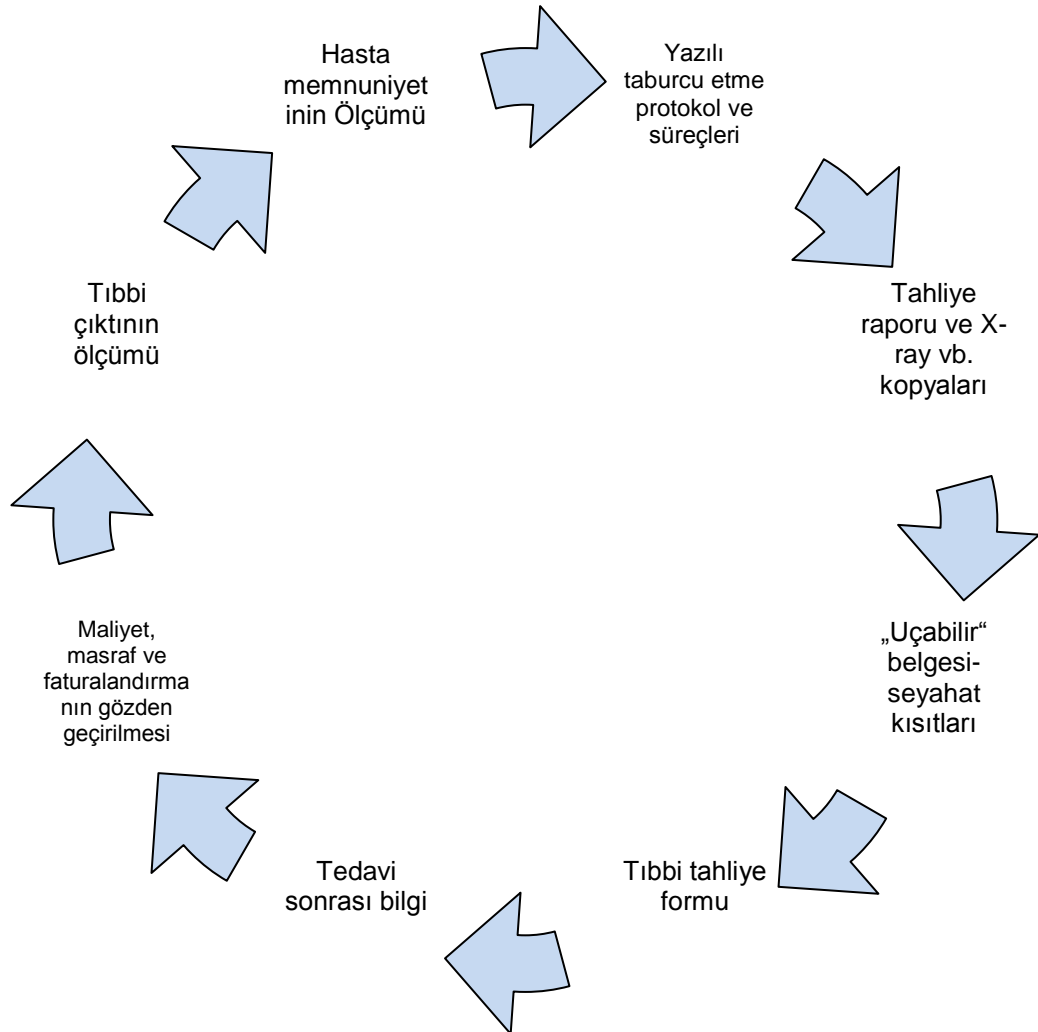 Hasta
memnuniyet
inin Ölçümü
Yazılı
taburcu etme
protokol ve
süreçleri
Tahliye
raporu ve X-
ray vb.
kopyaları
„Uçabilir“
belgesi-
seyahat
kısıtları
Tıbbi tahliye
formu
Tedavi
sonrası bilgi
Maliyet,
masraf ve
faturalandırma
nın gözden
geçirilmesi
Tıbbi
çıktının
ölçümü